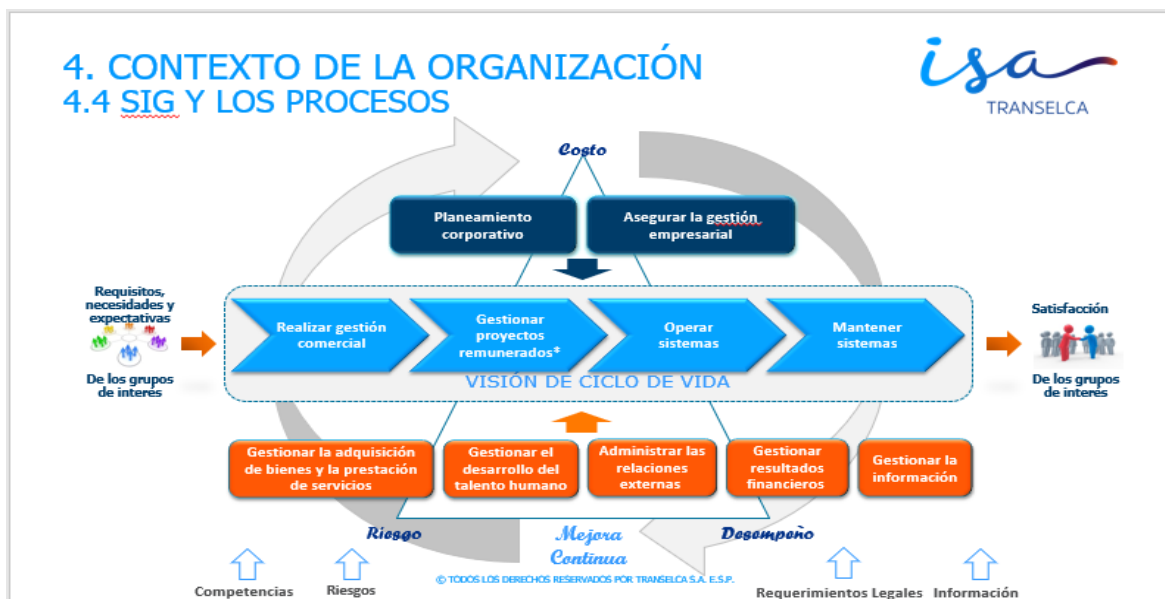 4. CONTEXTO DE LA ORGANIZACIÓN
4.4 SIG Y LOS PROCESOS
isa
TRANSELCA
Costo
Planeamiento
corporativo
Asegurar la gestión
empresarial
Requisitos,
necesidades y
expectativas
De los grupos
de interés
Realizar gestión
comercial
Gestionar
proyectos
remunerados*
Operar
sistemas
Mantener
sistemas
VISIÓN DE CICLO DE VIDA
Satisfacción
De los grupos
de interés
Gestionar la adquisición
de bienes y la prestación
de servicios
Gestionar el
desarrollo del
talento humano
Administrar las
relaciones
externas
Gestionar
resultados
financieros
Gestionar la
información
Riesgo
Mejora
Continua
Desempeño
© TODOS LOS DERECHOS RESERVADOS POR TRANSELCA S.A. E.S.P.
Competencias
Riesgos
Requerimientos Legales
Información